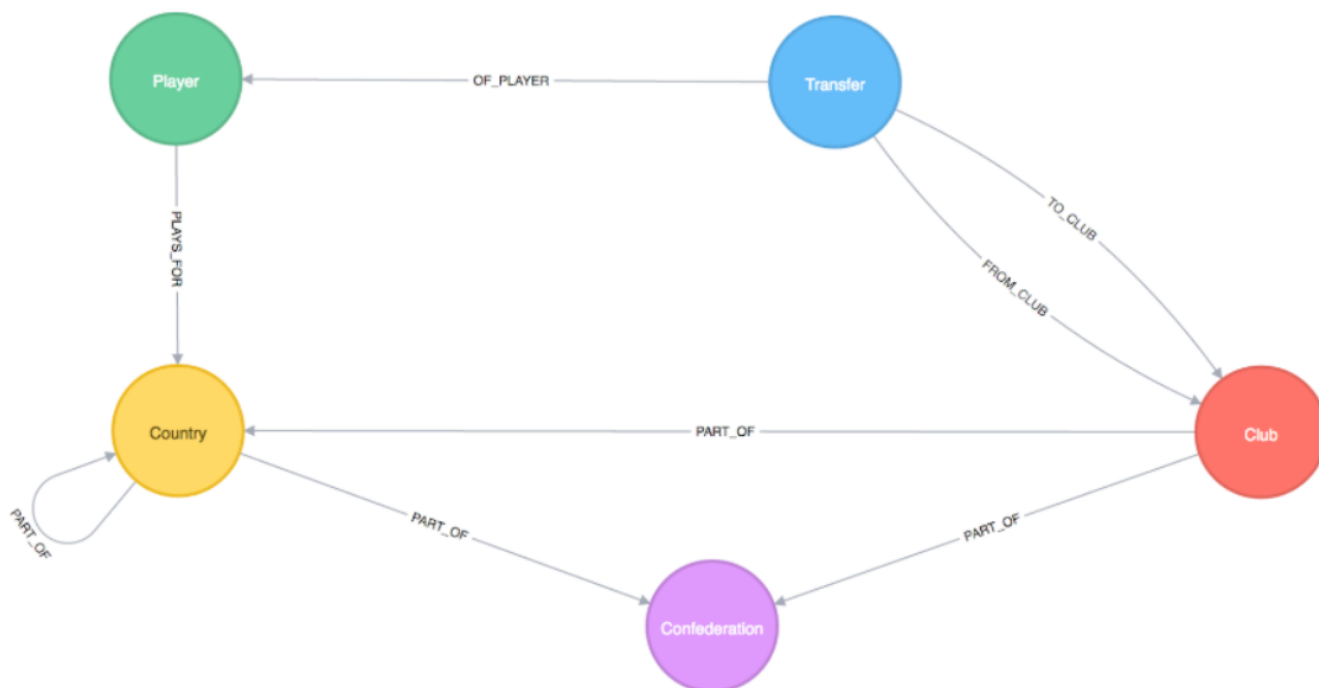 Player
OF_PLAYER
Transfer
PLAYS_FOR
TO_CLUB
FROM_CLUB
Country
PART_OF
Club
PART_OF
PART_OF
PART_OF
Confederation